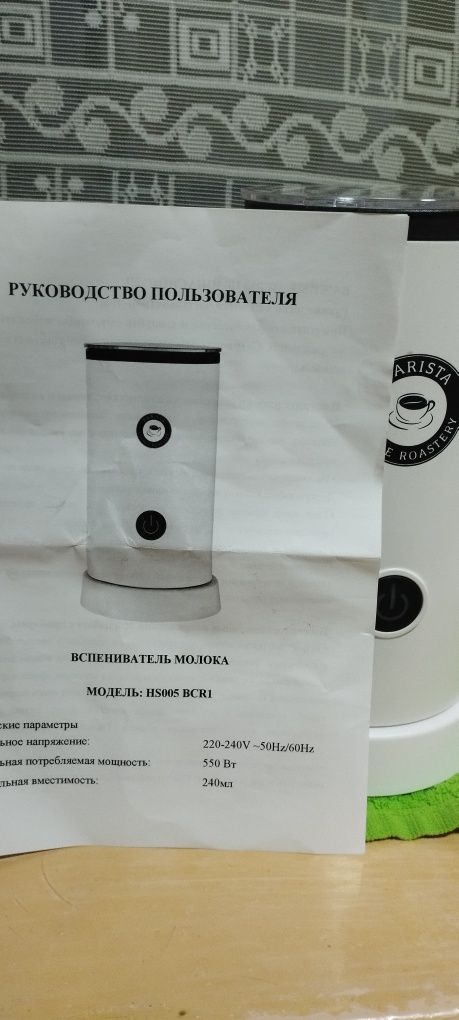 РУКОВОДСТВО ПОЛЬЗОВАТЕЛЯ
ARISTA
E ROASTERY
ВСПЕНИВАТЕЛЬ МОЛОКА
МОДЕЛЬ: HS005 BCR1
ские параметры
льное напряжение: 220-240V ~50Hz/60Hz
льная потребляемая мощность: 550 Вт
льная вместимость: 240мл